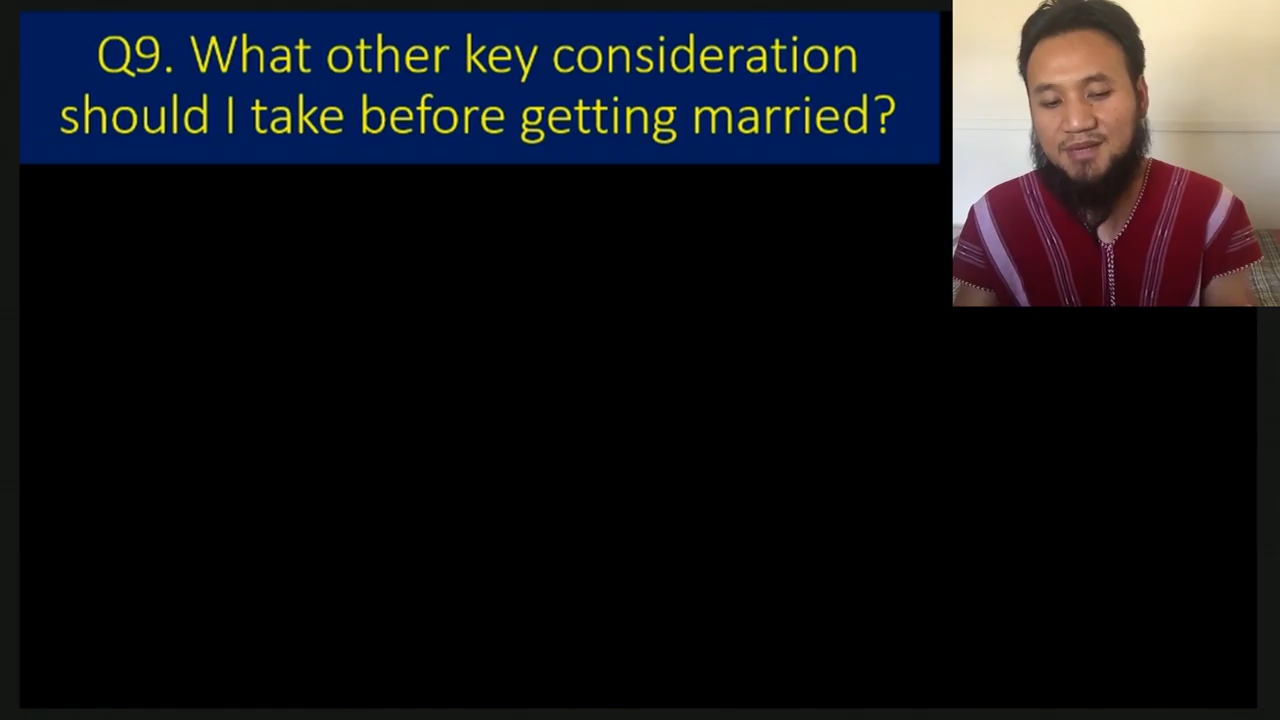 Q9. What other key consideration
should I take before getting married?